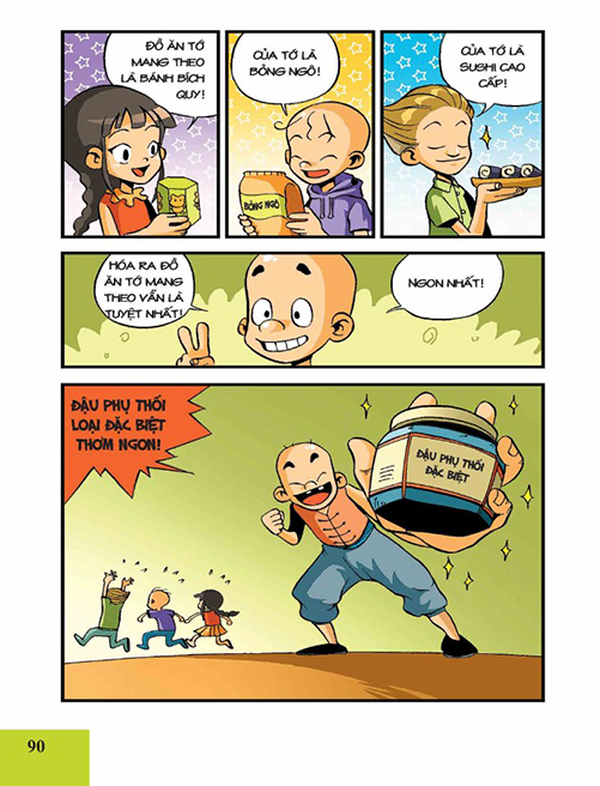 ĐỒ ĂN TỚ
MANG THEO
LÀ BÁNH BÍCH
QUY!
CỦA TỚ LÀ
BỎNG NGÔ!
CỦA TỚ LÀ
SUSHI CAO
CẤP!
BỎNG NGÔ
HÓA RA ĐỒ
ĂN TỚ MANG
THEO VẪN LÀ
TUYỆT NHẤT!
NGON NHẤT!
ĐẬU PHỤ THỐI
LOẠI ĐẶC BIỆT
THƠM NGON!
ĐẬU PHỤ THỐI
ĐẶC BIỆT
90